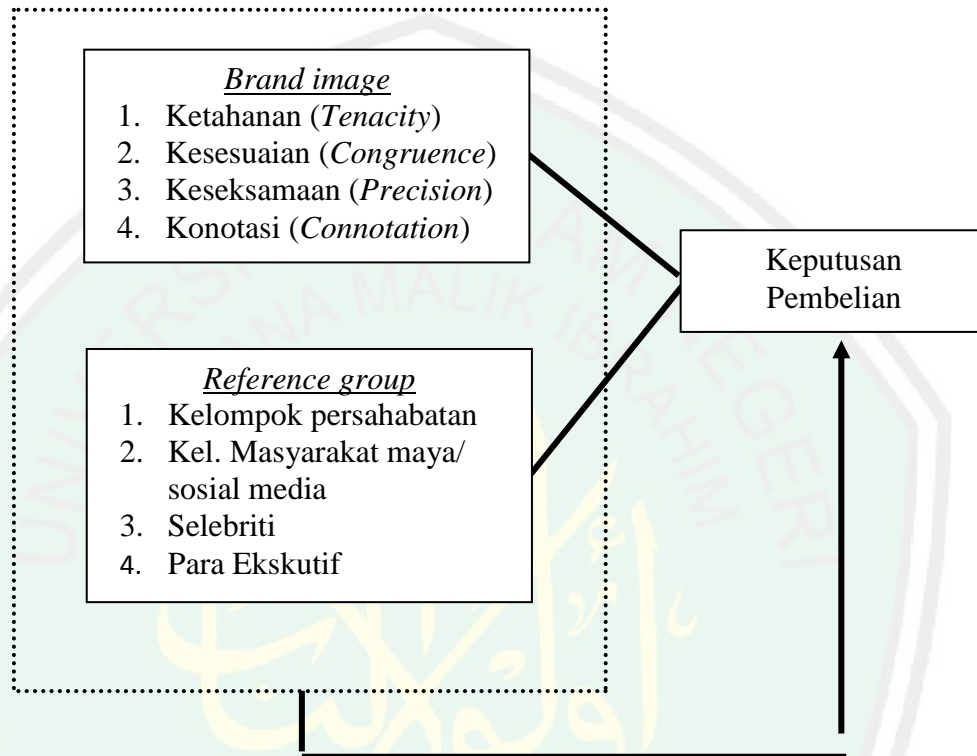 Brand image
1. Ketahanan (Tenacity)
2. Kesesuaian (Congruence)
3. Keseksamaan (Precision)
4. Konotasi (Connotation)
Keputusan
Pembelian
Reference group
1. Kelompok persahabatan
2. Kel. Masyarakat maya/
sosial media
3. Selebriti
4. Para Ekskutif